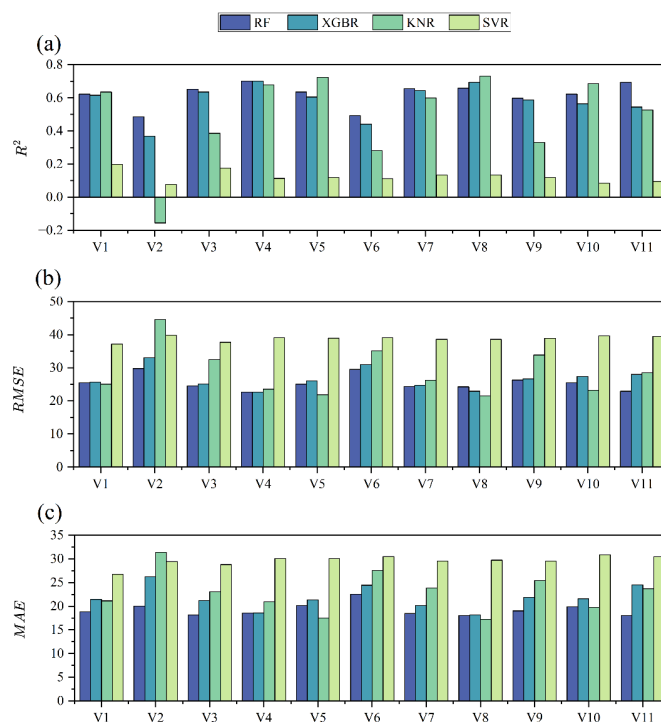 RF XGBR KNR SVR
(a)
0.8
0.6
0.4
0.2
0.0
−0.2
R²
V1 V2 V3 V4 V5 V6 V7 V8 V9 V10 V11
(b)
50
40
30
20
10
0
RMSE
V1 V2 V3 V4 V5 V6 V7 V8 V9 V10 V11
(c)
35
30
25
20
15
10
5
0
MAE
V1 V2 V3 V4 V5 V6 V7 V8 V9 V10 V11